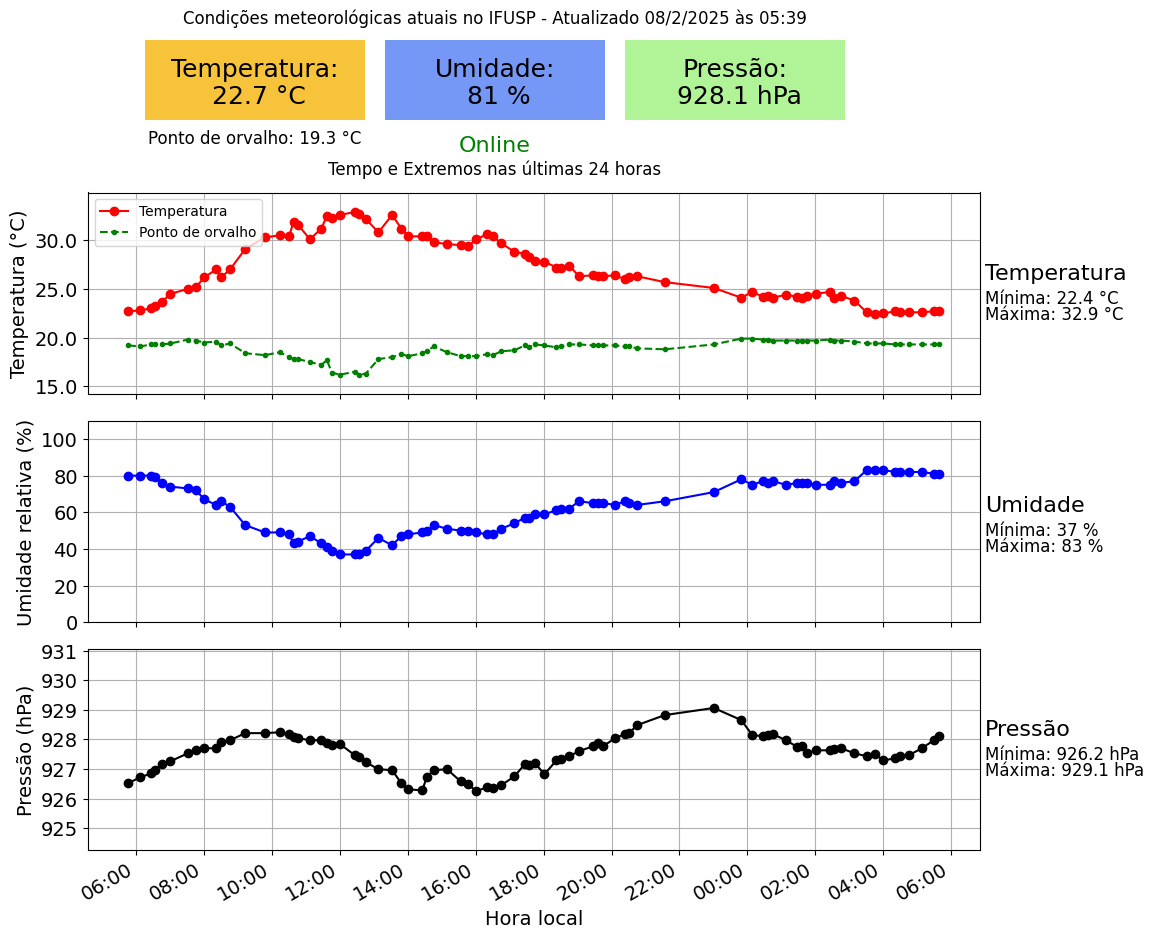 Condições meteorológicas atuais no IFUSP - Atualizado 08/2/2025 às 05:39
Temperatura:
22.7 °C
Umidade:
81 %
Pressão:
928.1 hPa
Ponto de orvalho: 19.3 °C
Online
Tempo e Extremos nas últimas 24 horas
Temperatura (°C)
30.0
25.0
20.0
15.0
Temperatura
Ponto de orvalho
Temperatura
Mínima: 22.4 °C
Máxima: 32.9 °C
Umidade relativa (%)
100
80
60
40
20
0
Umidade
Mínima: 37 %
Máxima: 83 %
Pressão (hPa)
931
930
929
928
927
926
925
Pressão
Mínima: 926.2 hPa
Máxima: 929.1 hPa
06:00 08:00 10:00 12:00 14:00 16:00 18:00 20:00 22:00 00:00 02:00 04:00 06:00
Hora local